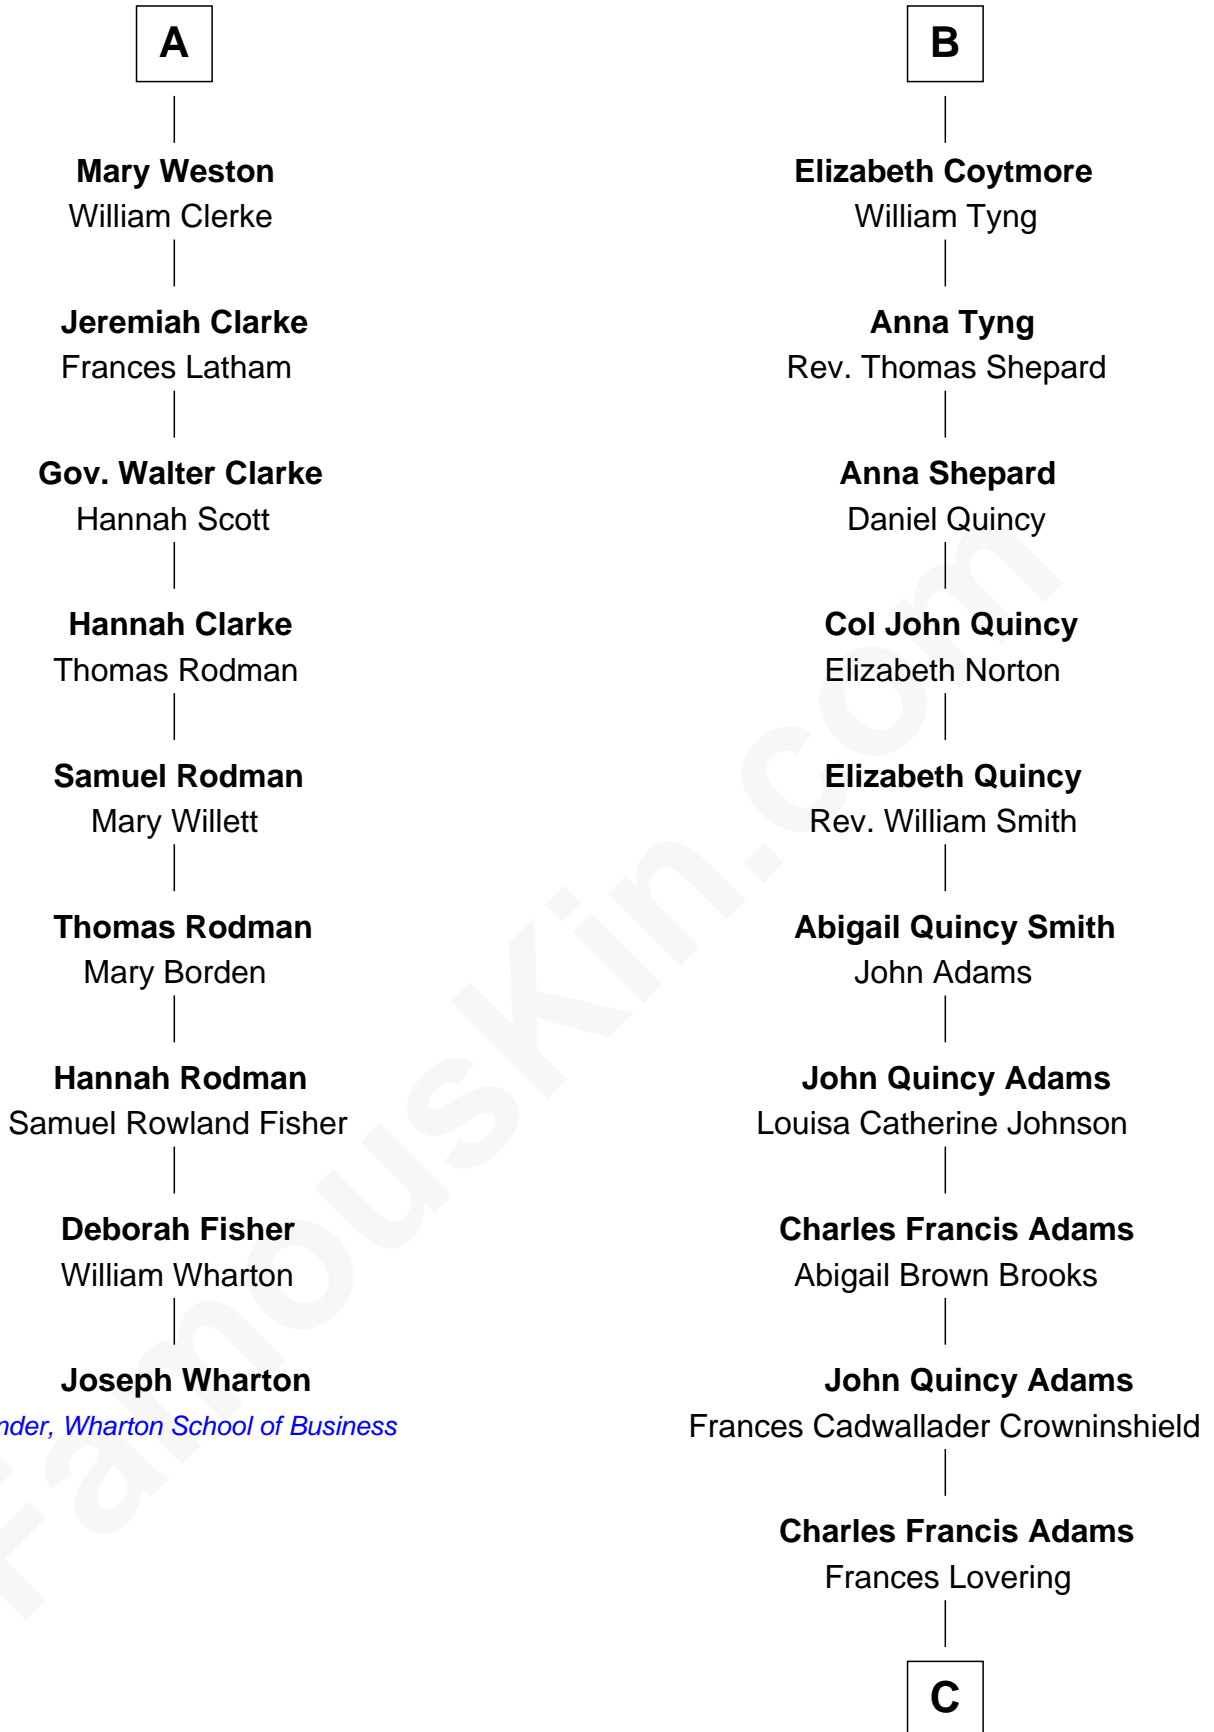 A
Mary Weston
William Clerke
Jeremiah Clarke
Frances Latham
Gov. Walter Clarke
Hannah Scott
Hannah Clarke
Thomas Rodman
Samuel Rodman
Mary Willett
Thomas Rodman
Mary Borden
Hannah Rodman
Samuel Rowland Fisher
Deborah Fisher
William Wharton
Joseph Wharton
nder, Wharton School of Business
B
Elizabeth Coytmore
William Tyng
Anna Tyng
Rev. Thomas Shepard
Anna Shepard
Daniel Quincy
Col John Quincy
Elizabeth Norton
Elizabeth Quincy
Rev. William Smith
Abigail Quincy Smith
John Adams
John Quincy Adams
Louisa Catherine Johnson
Charles Francis Adams
Abigail Brown Brooks
John Quincy Adams
Frances Cadwallader Crowninshield
Charles Francis Adams
Frances Lovering
C
FamousKin.com